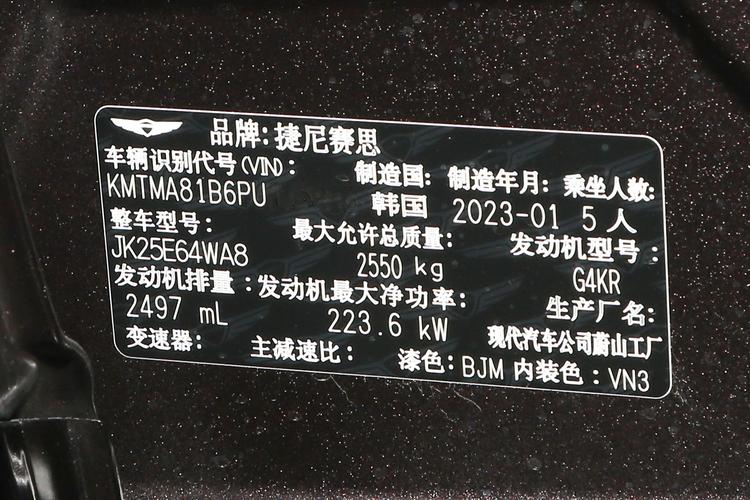 品牌:捷尼赛思
车辆识别代号(VIN): 制造国: 制造年月: 乘坐人数:
KMTMA81B6PU 韩国 2023-01 5 人
整车型号: 最大允许总质量: 发动机型号:
JK25E64WA8 2550 kg G4KR
发动机排量: 发动机最大净功率: 生产厂名:
2497 mL 223.6 kW 现代汽车公司蔚山工厂
变速器: 主减速比: 漆色:BJM 内装色:VN3